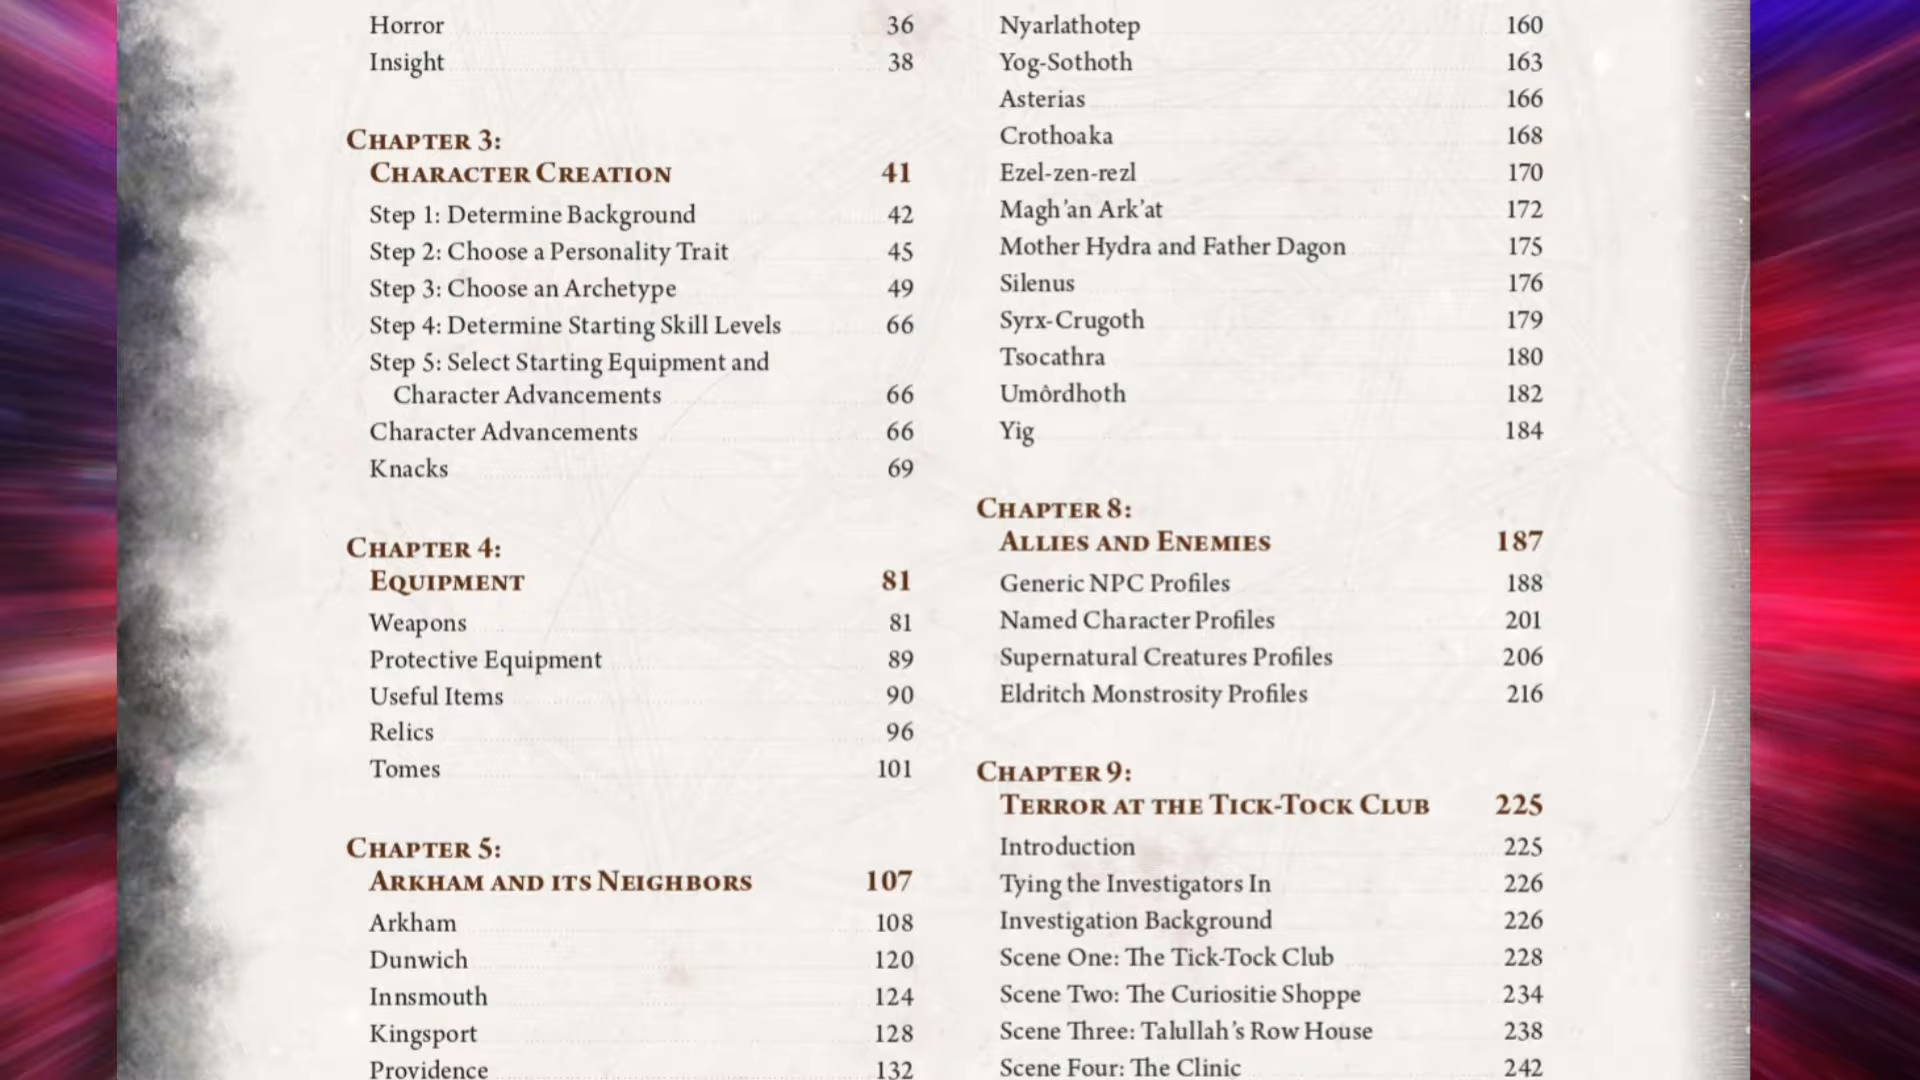 Horror 36
Insight 38
Chapter 3:
Character Creation 41
Step 1: Determine Background 42
Step 2: Choose a Personality Trait 45
Step 3: Choose an Archetype 49
Step 4: Determine Starting Skill Levels 66
Step 5: Select Starting Equipment and
Character Advancements 66
Character Advancements 66
Knacks 69
Chapter 4:
Equipment 81
Weapons 81
Protective Equipment 89
Useful Items 90
Relics 96
Tomes 101
Chapter 5:
Arkham and its Neighbors 107
Arkham 108
Dunwich 120
Innsmouth 124
Kingsport 128
Providence 132
Nyarlathotep 160
Yog-Sothoth 163
Asterias 166
Crothoaka 168
Ezel-zen-rezl 170
Magh'an Ark'at 172
Mother Hydra and Father Dagon 175
Silenus 176
Syrx-Crugoth 179
Tsocathra 180
Umôrdhoth 182
Yig 184
Chapter 8:
Allies and Enemies 187
Generic NPC Profiles 188
Named Character Profiles 201
Supernatural Creatures Profiles 206
Eldritch Monstrosity Profiles 216
Chapter 9:
Terror at the Tick-Tock Club 225
Introduction 225
Tying the Investigators In 226
Investigation Background 226
Scene One: The Tick-Tock Club 228
Scene Two: The Curiositie Shoppe 234
Scene Three: Talullah's Row House 238
Scene Four: The Clinic 242